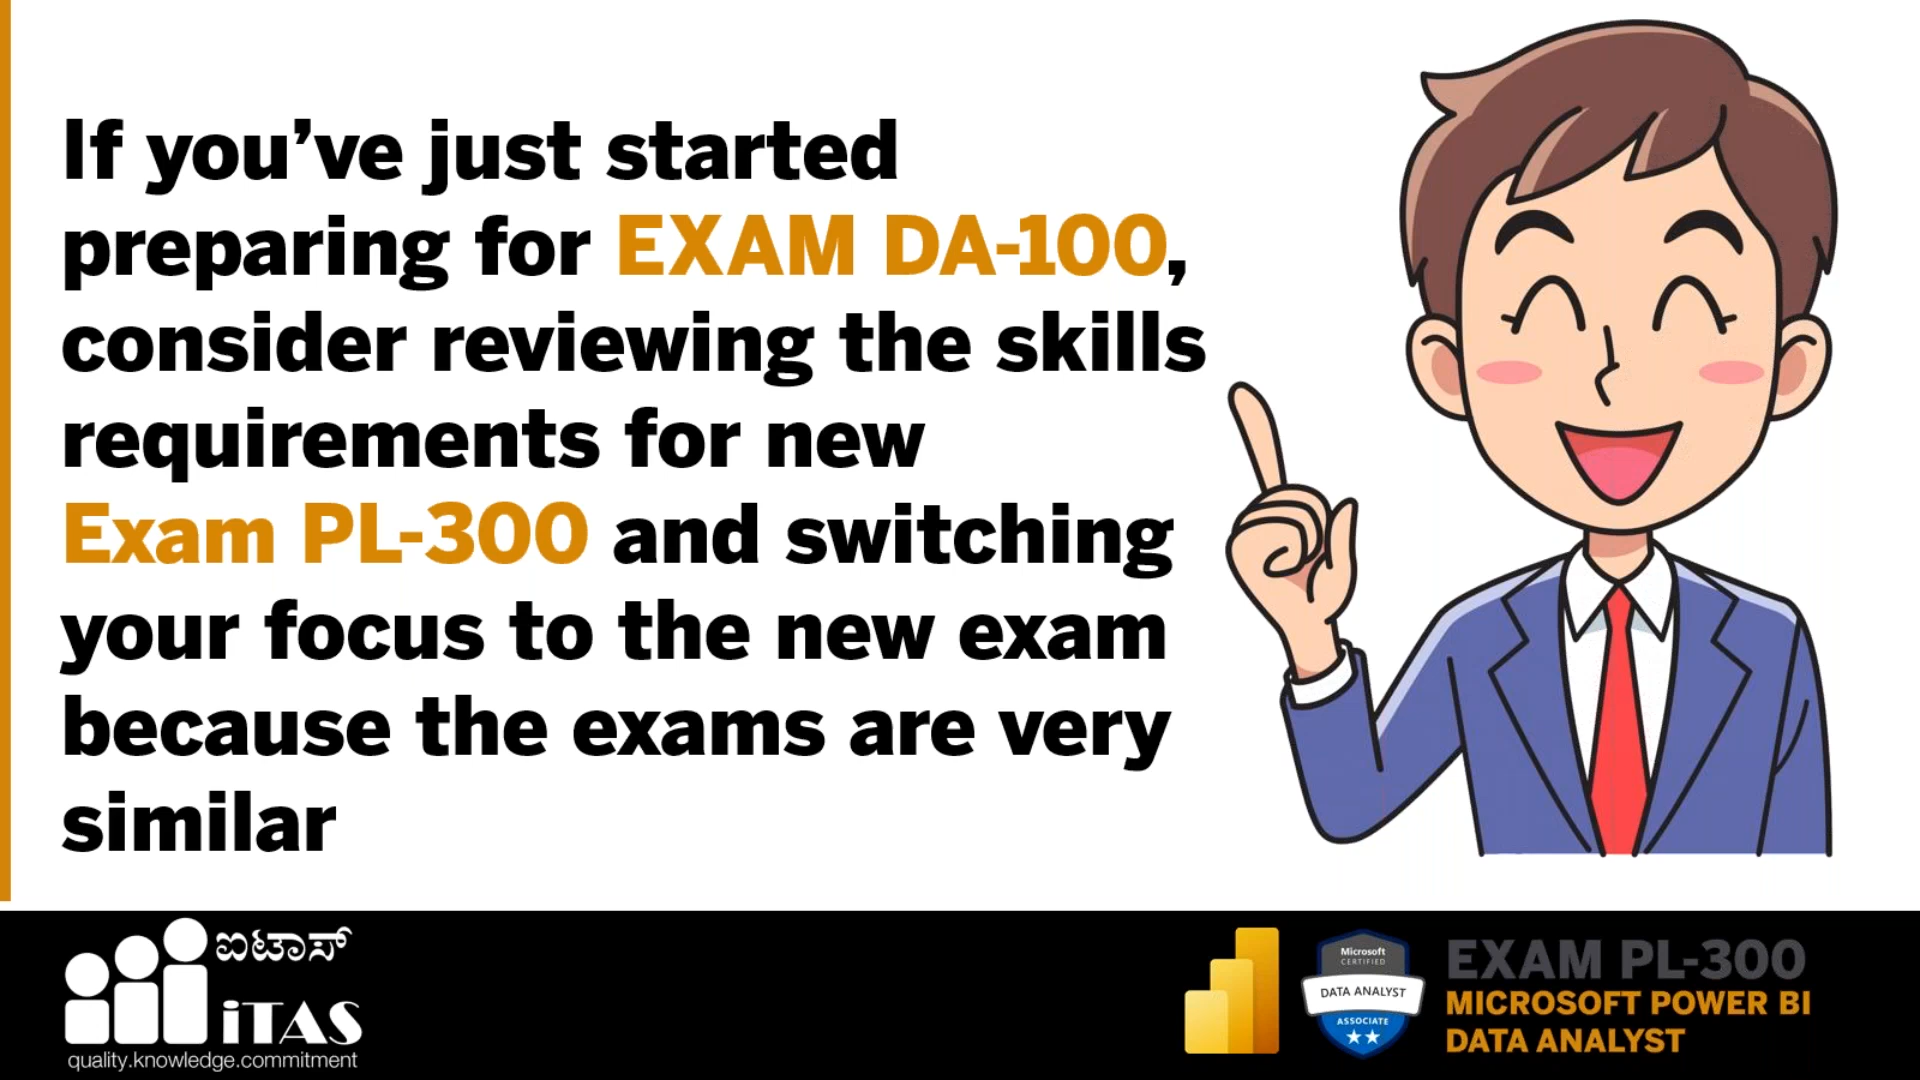 If you’ve just started
preparing for EXAM DA-100,
consider reviewing the skills
requirements for new
Exam PL-300 and switching
your focus to the new exam
because the exams are very
similar
ಐಟಾಸ್
iTAS
quality.knowledge.commitment
Microsoft
CERTIFIED
DATA ANALYST
ASSOCIATE
EXAM PL-300
MICROSOFT POWER BI
DATA ANALYST